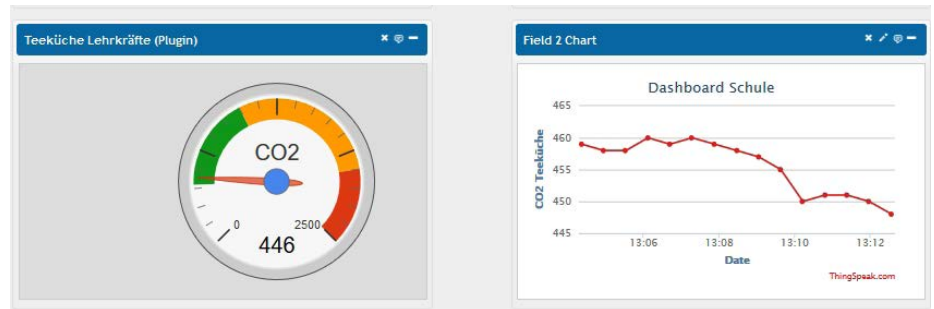 Teeküche Lehrkräfte (Plugin)
CO2
0
2500
446
Field 2 Chart
Dashboard Schule
465
460
455
450
445
CO2 Teeküche
13:06
13:08
13:10
13:12
Date
ThingSpeak.com